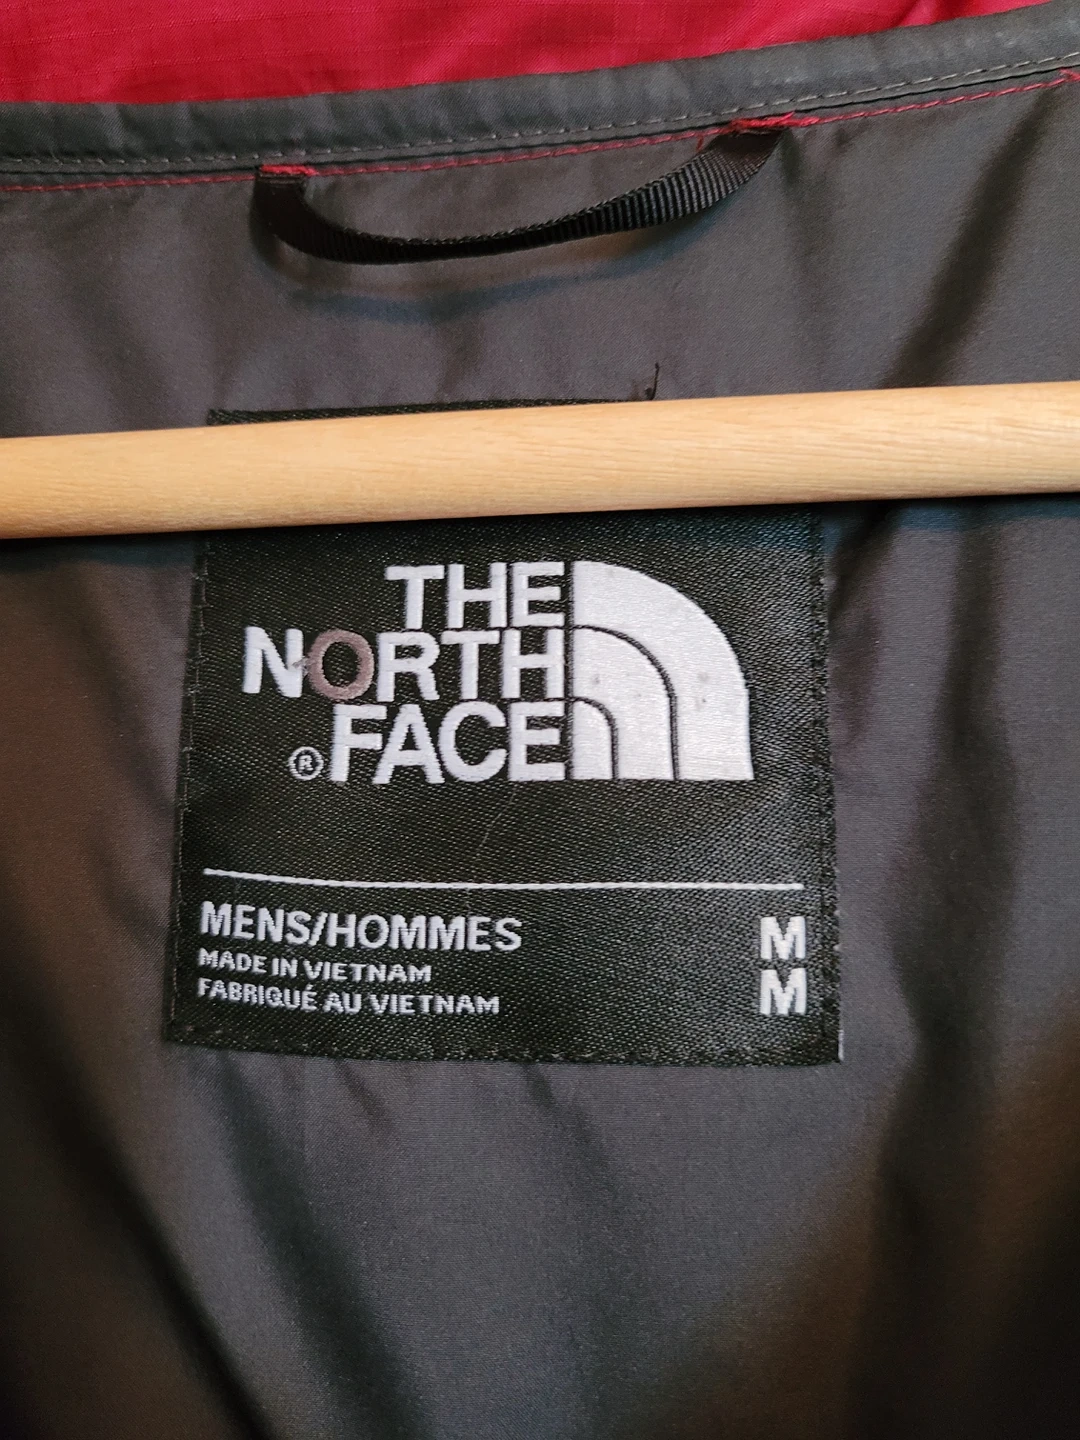 THE
NORTH
FACE
®
MENS/HOMMES M
MADE IN VIETNAM
FABRIQUÉ AU VIETNAM M